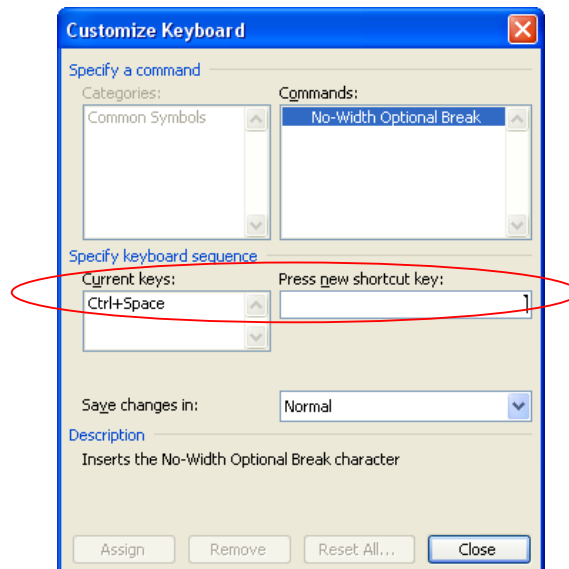 Customize Keyboard
Specify a command
Categories: Commands:
Common Symbols No-Width Optional Break
Specify keyboard sequence
Current keys: Press new shortcut key:
Ctrl+Space
Save changes in: Normal
Description
Inserts the No-Width Optional Break character
Assign Remove Reset All... Close